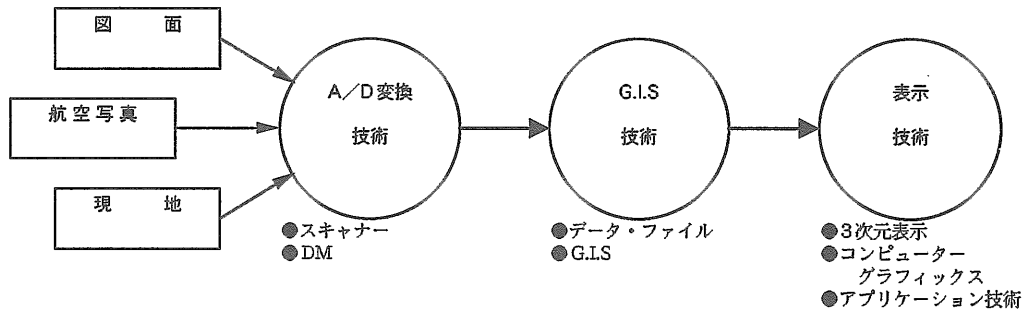 図 面
航空写真
現 地
A／D変換
技術
●スキャナー
●DM
G.I.S
技術
●データ・ファイル
●G.I.S
表示
技術
●3次元表示
●コンピューター
グラフィックス
●アプリケーション技術